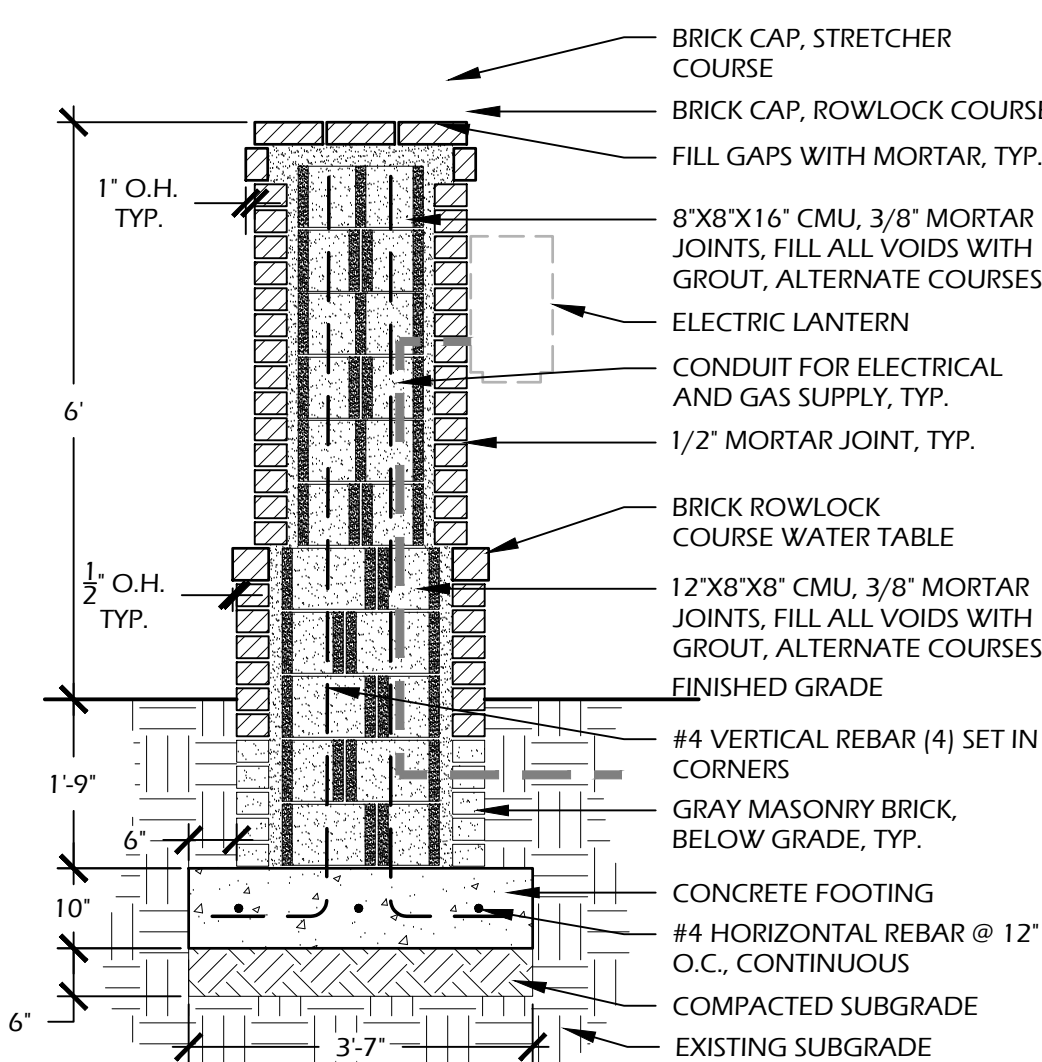 BRICK CAP, STRETCHER
COURSE
BRICK CAP, ROWLOCK COURSE
FILL GAPS WITH MORTAR, TYP.
8"X8"X16" CMU, 3/8" MORTAR
JOINTS, FILL ALL VOIDS WITH
GROUT, ALTERNATE COURSES
ELECTRIC LANTERN
CONDUIT FOR ELECTRICAL
AND GAS SUPPLY, TYP.
1/2" MORTAR JOINT, TYP.
BRICK ROWLOCK
COURSE WATER TABLE
12"X8"X8" CMU, 3/8" MORTAR
JOINTS, FILL ALL VOIDS WITH
GROUT, ALTERNATE COURSES
FINISHED GRADE
#4 VERTICAL REBAR (4) SET IN
CORNERS
GRAY MASONRY BRICK,
BELOW GRADE, TYP.
CONCRETE FOOTING
#4 HORIZONTAL REBAR @ 12"
O.C., CONTINUOUS
COMPACTED SUBGRADE
EXISTING SUBGRADE
1" O.H.
TYP.
6'
1/2" O.H.
TYP.
1'-9"
6"
10"
6"
3'-7"